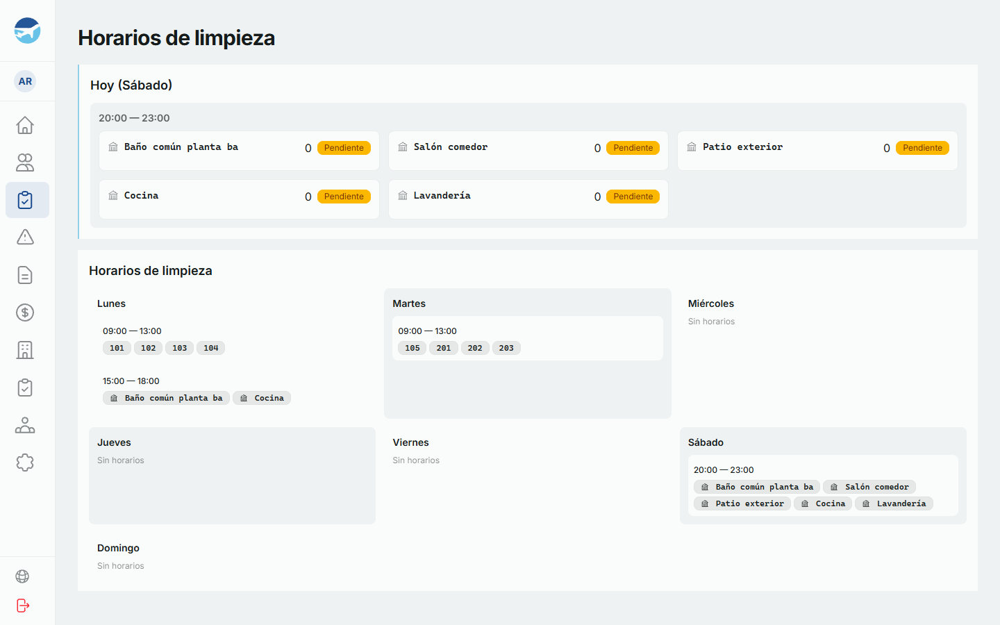 Horarios de limpieza
AR
Hoy (Sábado)
20:00 — 23:00
Baño común planta ba 0 Pendiente
Salón comedor 0 Pendiente
Patio exterior 0 Pendiente
Cocina 0 Pendiente
Lavandería 0 Pendiente
Horarios de limpieza
Lunes
09:00 — 13:00
101 102 103 104
15:00 — 18:00
Baño común planta ba Cocina
Martes
09:00 — 13:00
105 201 202 203
Miércoles
Sin horarios
Jueves
Sin horarios
Viernes
Sin horarios
Sábado
20:00 — 23:00
Baño común planta ba Salón comedor
Patio exterior Cocina Lavandería
Domingo
Sin horarios